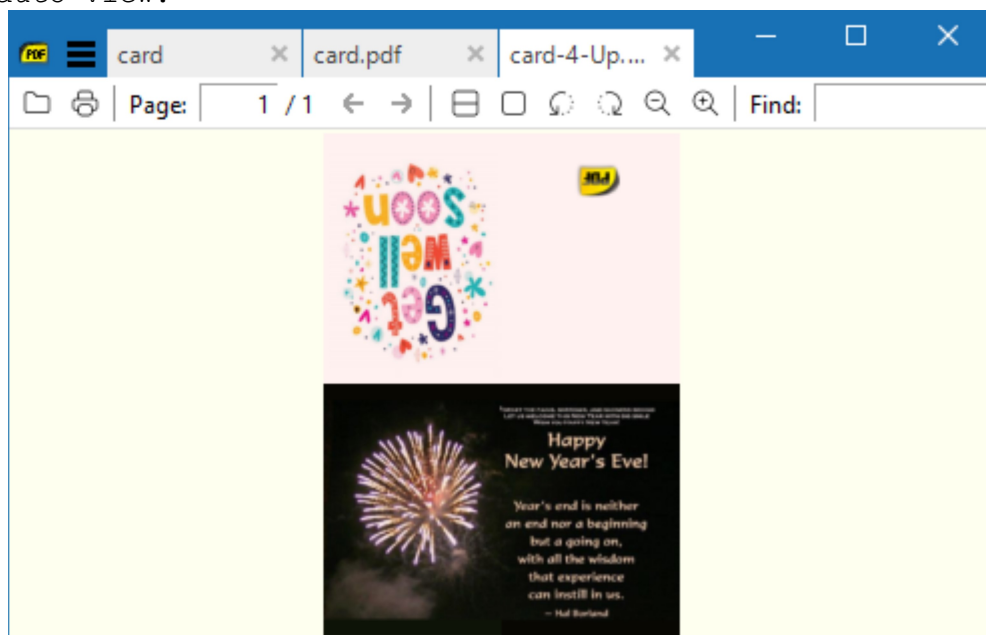 PDF
card
card.pdf
card-4-Up....
Page: 1 / 1
Find:
Get
well
soon
PDF
Happy
New Year's Eve!
Year's end is neither
an end nor a beginning
but a going on,
with all the wisdom
that experience
can instill in us.
– Hal Borland